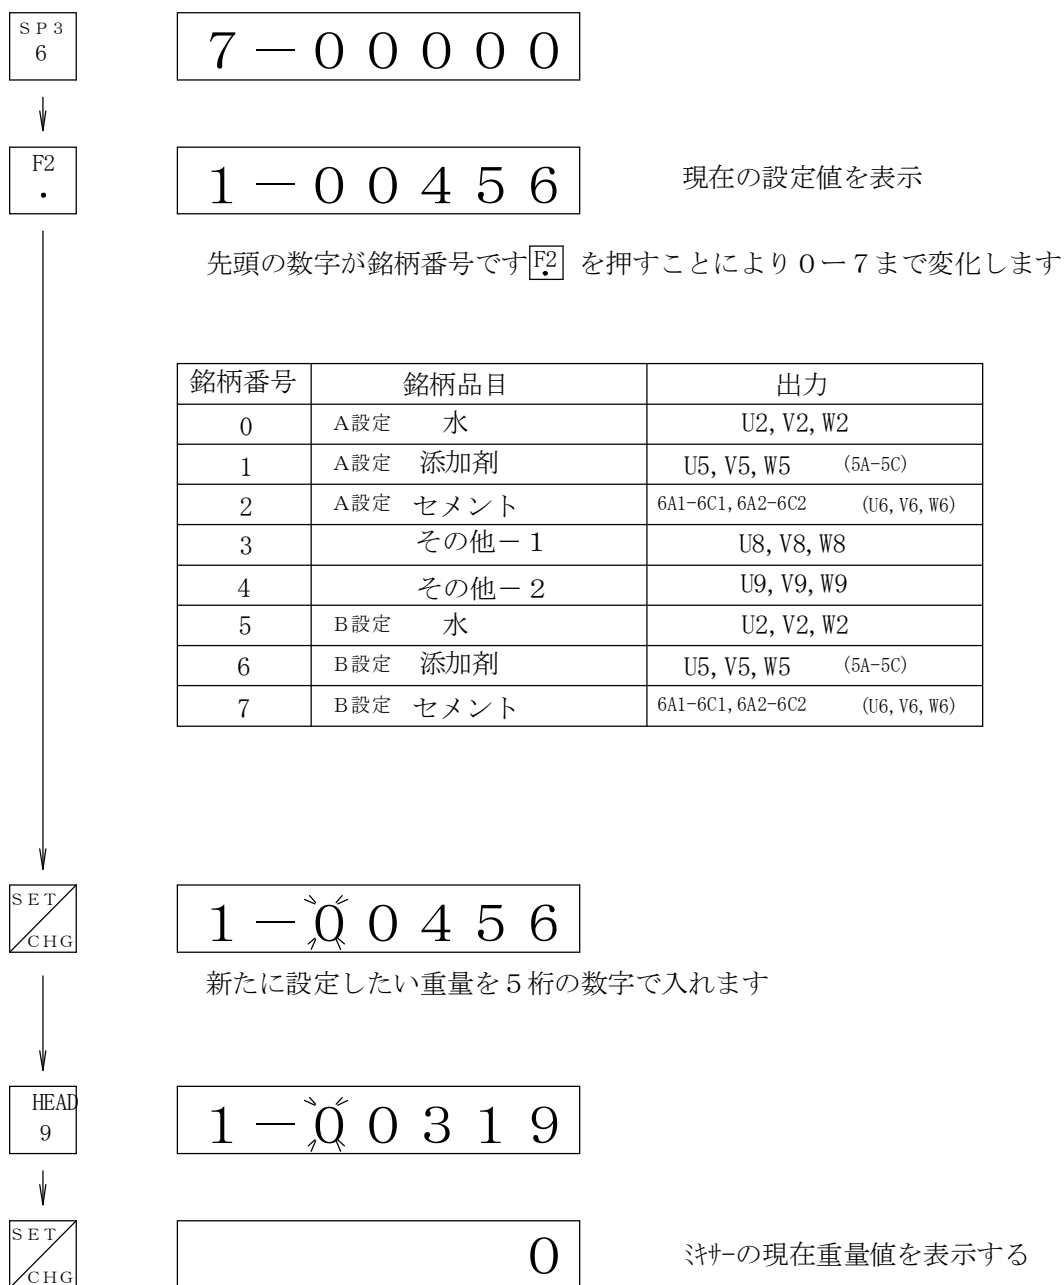 ＳＰ３
６
７－０００００
F2
．
１－００４５６
現在の設定値を表示
先頭の数字が銘柄番号ですF2. を押すことにより０ー７まで変化します
銘柄番号 銘柄品目 出力
0 Ａ設定 水 U2,V2,W2
1 Ａ設定 添加剤 U5,V5,W5 (5A-5C)
2 Ａ設定 セメント 6A1-6C1,6A2-6C2 (U6,V6,W6)
3 その他－１ U8,V8,W8
4 その他－２ U9,V9,W9
5 Ｂ設定 水 U2,V2,W2
6 Ｂ設定 添加剤 U5,V5,W5 (5A-5C)
7 Ｂ設定 セメント 6A1-6C1,6A2-6C2 (U6,V6,W6)
ＳＥＴ
ＣＨＧ
１－００４５６
新たに設定したい重量を５桁の数字で入れます
HEAD
９
１－００３１９
ＳＥＴ
ＣＨＧ
０
ﾐｷｻｰの現在重量値を表示する